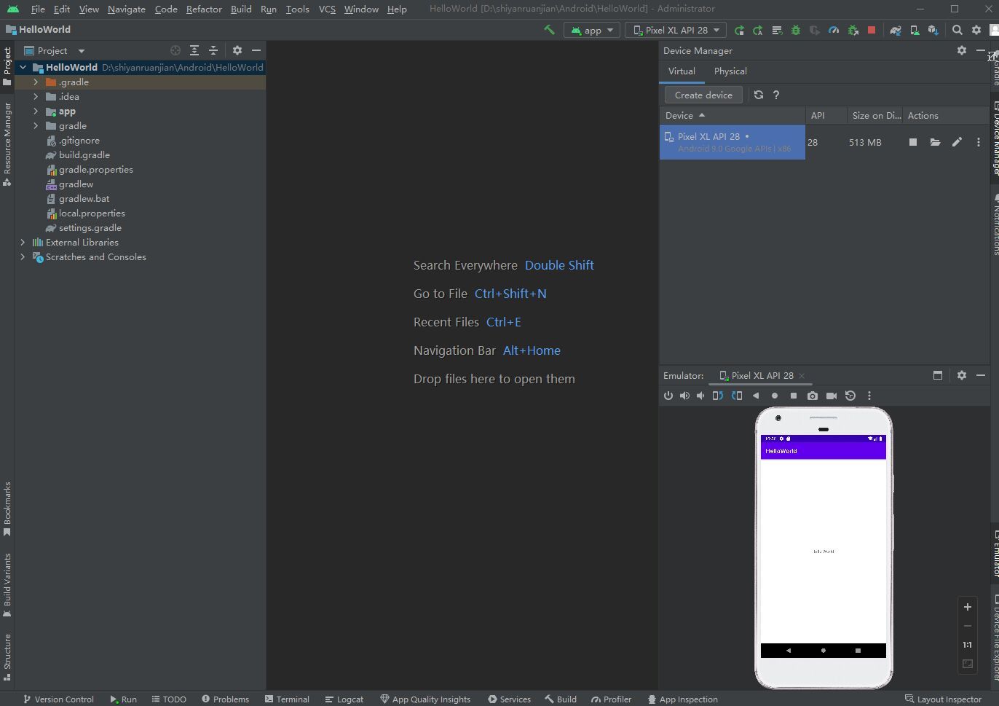 File Edit View Navigate Code Refactor Build Run Tools VCS Window Help HelloWorld [D:\shiyanruanjian\Android\HelloWorld] - Administrator
HelloWorld
app
Pixel XL API 28
Project
Resource Manager
Bookmarks
Build Variants
Structure
Project
HelloWorld D:\shiyanruanjian\Android\HelloWorld
.gradle
.idea
app
gradle
.gitignore
build.gradle
gradle.properties
gradlew
gradlew.bat
local.properties
settings.gradle
External Libraries
Scratches and Consoles
Search Everywhere Double Shift
Go to File Ctrl+Shift+N
Recent Files Ctrl+E
Navigation Bar Alt+Home
Drop files here to open them
Device Manager
Virtual Physical
Create device ?
Device API Size on Di... Actions
Pixel XL API 28 •
Android 9.0 Google APIs | x86
28 513 MB
Emulator: Pixel XL API 28
HelloWorld
Hello World!
1:1
Gradle
Device Manager
Notifications
Emulator
Device File Explorer
Version Control Run TODO Problems Terminal Logcat App Quality Insights Services Build Profiler App Inspection Layout Inspector